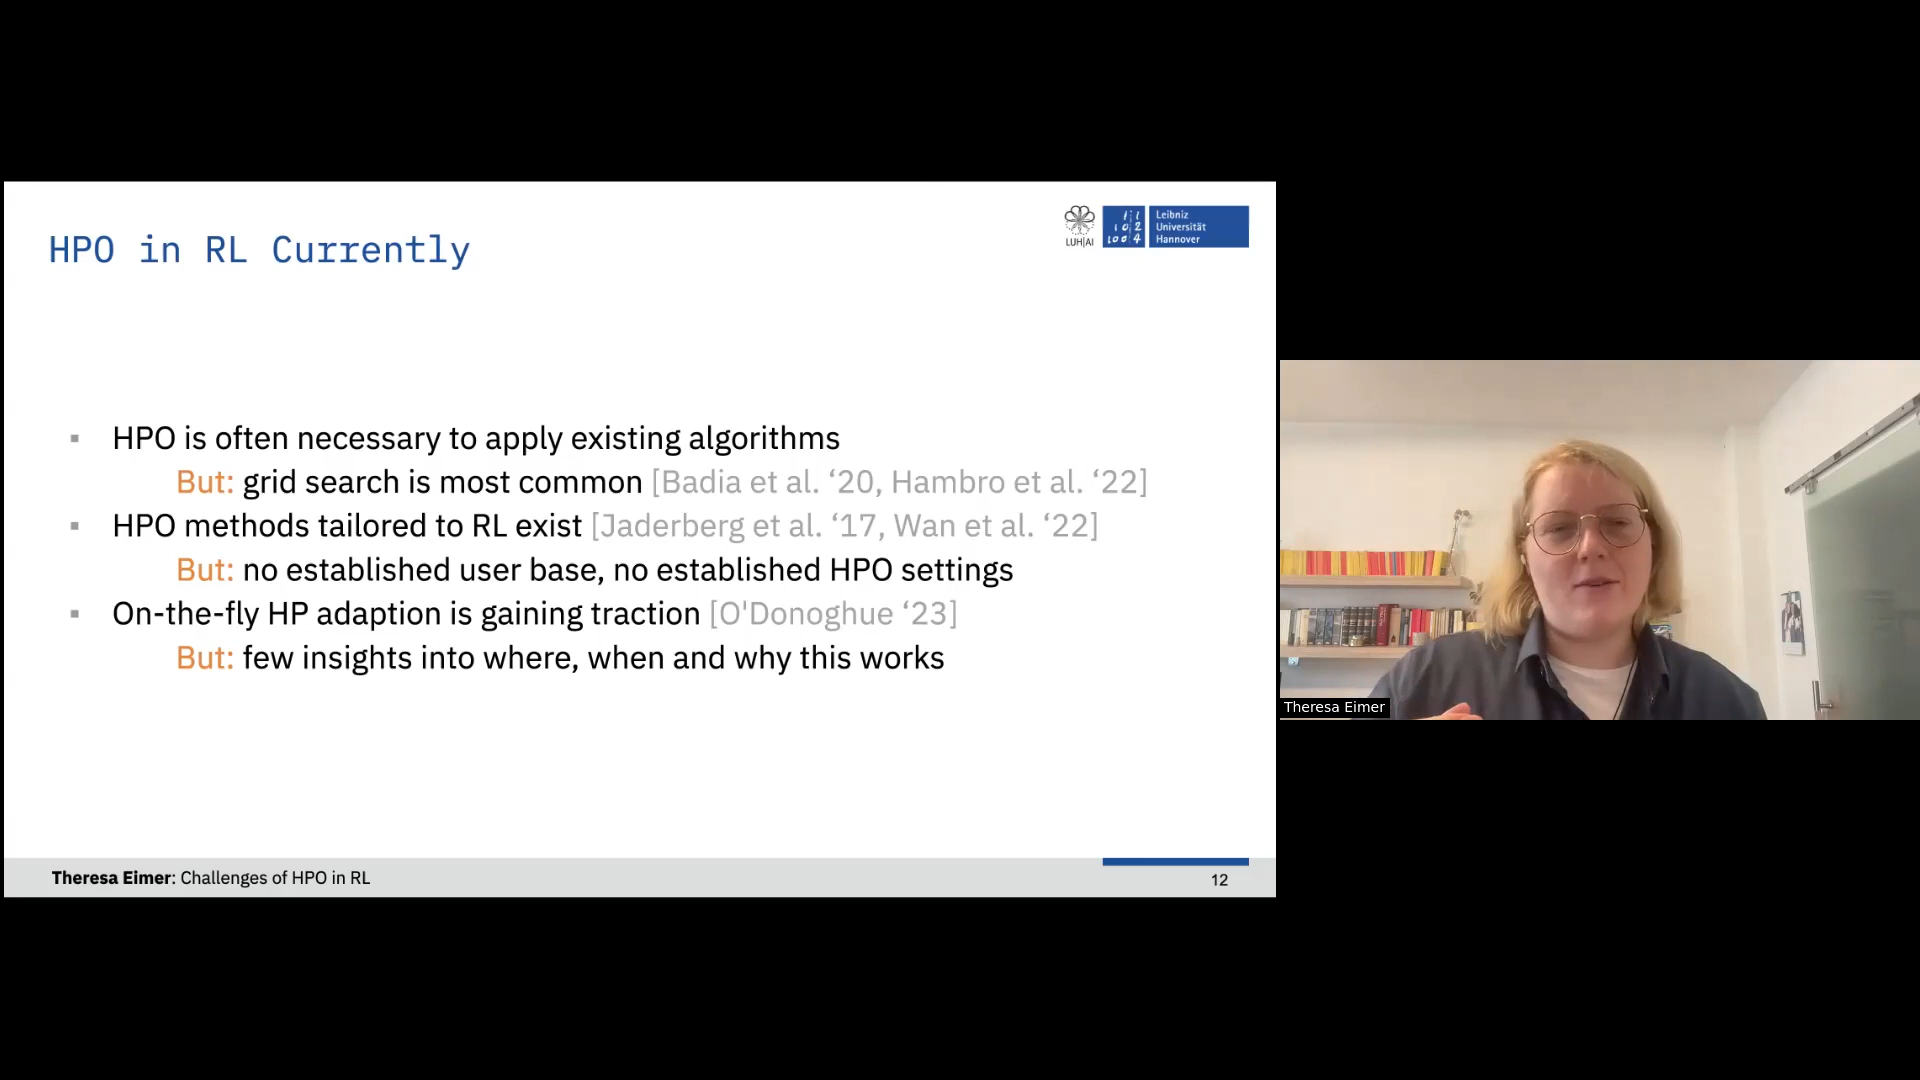 HPO in RL Currently
LUH|AI
Leibniz
Universität
Hannover
▪ HPO is often necessary to apply existing algorithms
But: grid search is most common [Badia et al. ‘20, Hambro et al. ‘22]
▪ HPO methods tailored to RL exist [Jaderberg et al. ‘17, Wan et al. ‘22]
But: no established user base, no established HPO settings
▪ On-the-fly HP adaption is gaining traction [O'Donoghue ‘23]
But: few insights into where, when and why this works
Theresa Eimer: Challenges of HPO in RL
12
Theresa Eimer